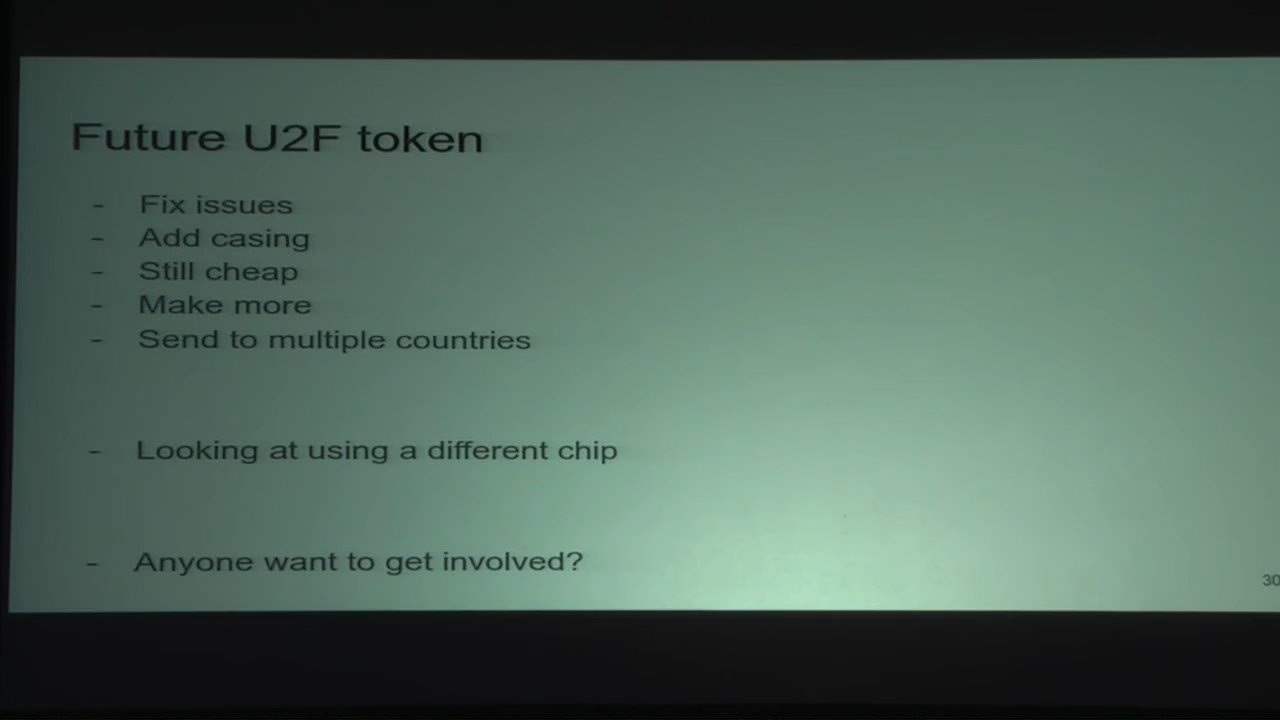 Future U2F token
- Fix issues
- Add casing
- Still cheap
- Make more
- Send to multiple countries
- Looking at using a different chip
- Anyone want to get involved?
30